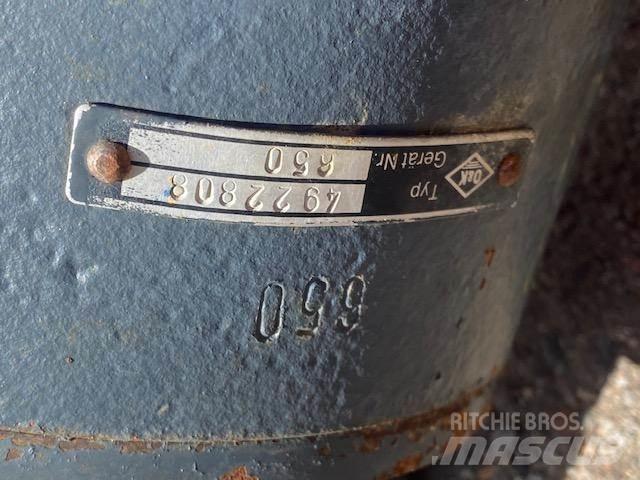 650
O&K
Typ 4922808
Gerät Nr. 650
RITCHIE BROS.
MASCUS